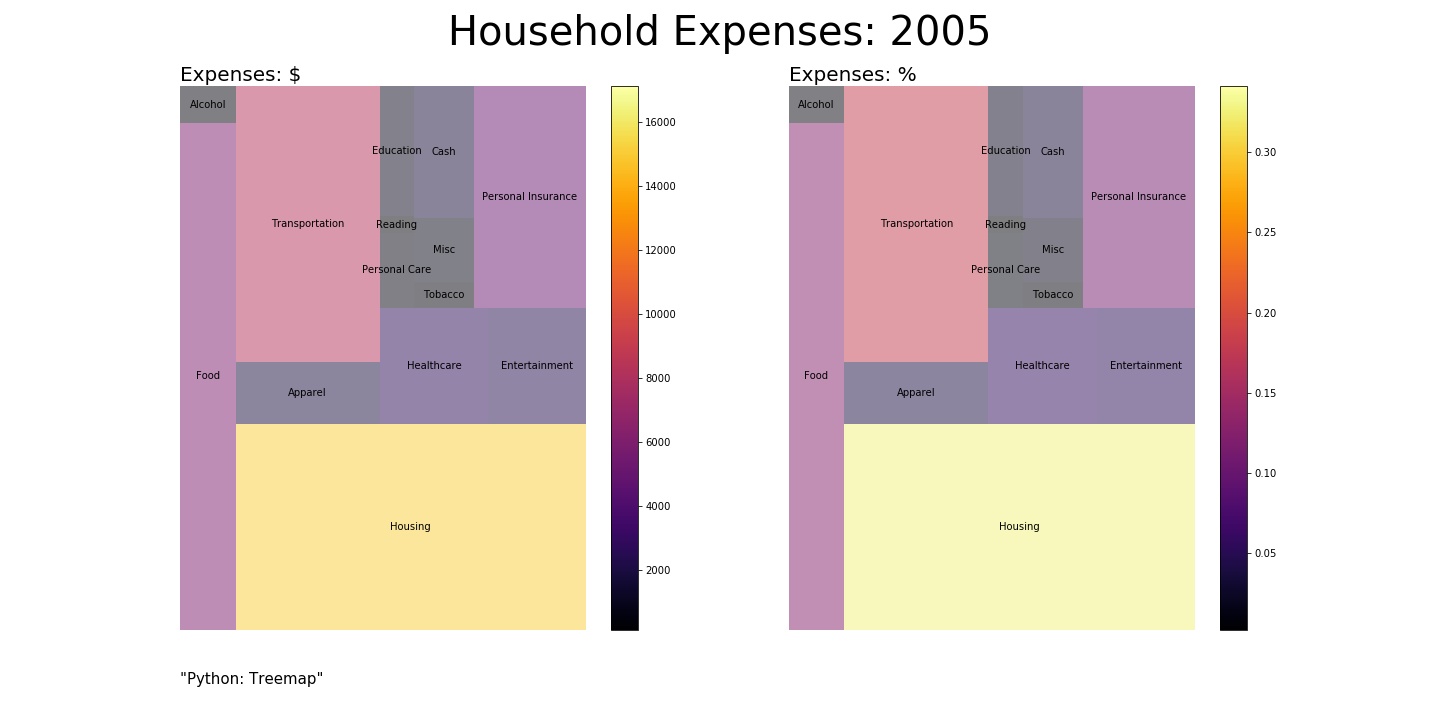 Household Expenses: 2005
Expenses: $
Alcohol
Education
Cash
Personal Insurance
Transportation
Reading
Misc
Personal Care
Tobacco
Food
Healthcare
Entertainment
Apparel
Housing
16000
14000
12000
10000
8000
6000
4000
2000
Expenses: %
Alcohol
Education
Cash
Personal Insurance
Transportation
Reading
Misc
Personal Care
Tobacco
Food
Healthcare
Entertainment
Apparel
Housing
0.30
0.25
0.20
0.15
0.10
0.05
"Python: Treemap"